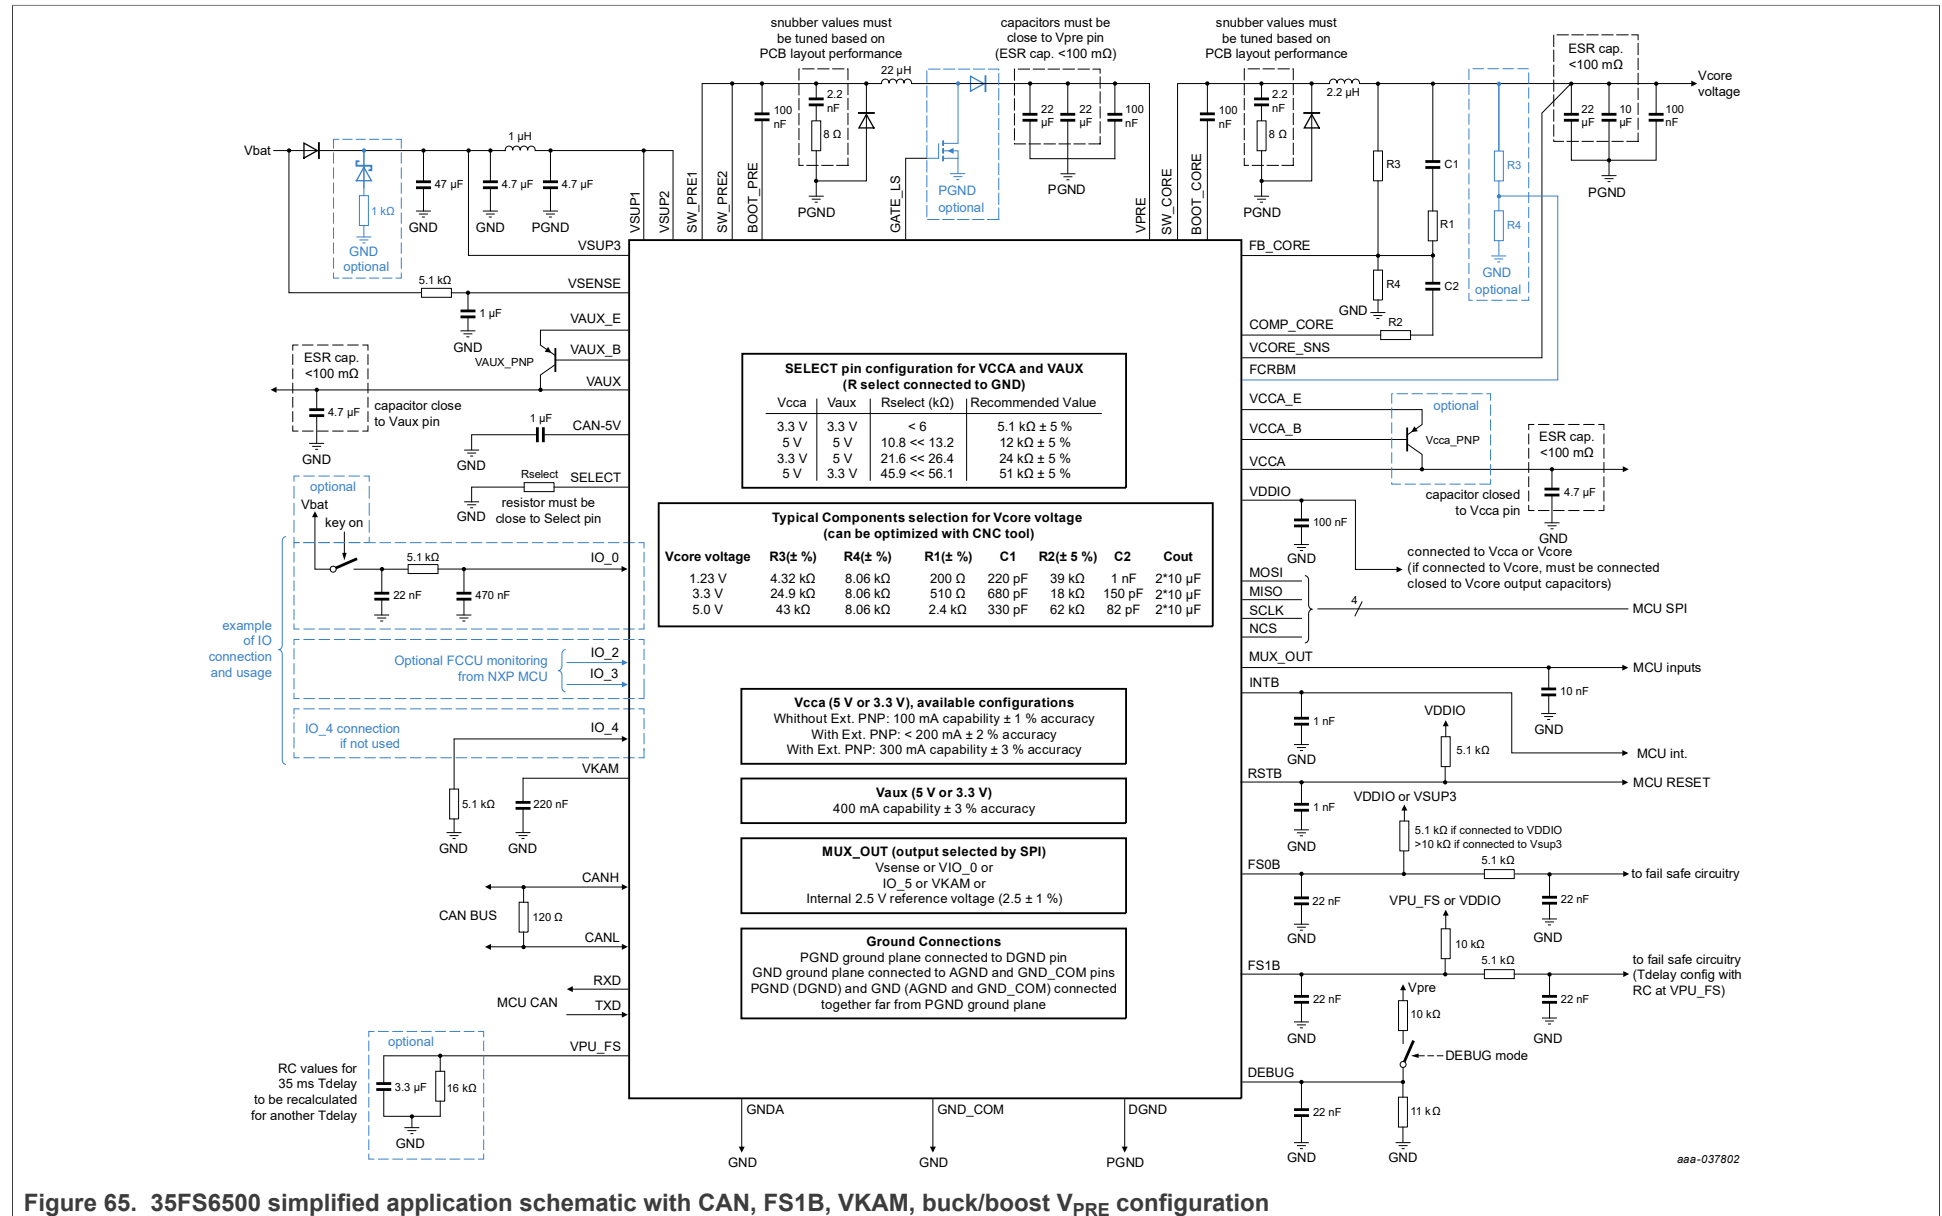 snubber values must
be tuned based on
PCB layout performance
capacitors must be
close to Vpre pin
(ESR cap. <100 mΩ)
snubber values must
be tuned based on
PCB layout performance
ESR cap.
<100 mΩ
22 µH
2.2 µH
Vcore
voltage
100
nF
2.2
nF
8 Ω
22
µF
22
µF
100
nF
100
nF
2.2
nF
8 Ω
22
µF
10
µF
100
nF
PGND
PGND
optional
PGND
PGND
PGND
Vbat
1 µH
47 µF
4.7 µF
4.7 µF
1 kΩ
GND
optional
GND
GND
PGND
VSUP1
VSUP2
SW_PRE1
SW_PRE2
BOOT_PRE
GATE_LS
VPRE
SW_CORE
BOOT_CORE
R3
C1
R1
R3
R4
GND
optional
R4
C2
GND
R2
VSUP3
5.1 kΩ
VSENSE
1 µF
GND
VAUX_E
VAUX_B
VAUX_PNP
VAUX
ESR cap.
<100 mΩ
4.7 µF
GND
capacitor close
to Vaux pin
1 µF
CAN-5V
GND
Rselect
SELECT
GND
resistor must be
close to Select pin
optional
Vbat
key on
5.1 kΩ
IO_0
22 nF
470 nF
example
of IO
connection
and usage
Optional FCCU monitoring
from NXP MCU
IO_2
IO_3
IO_4 connection
if not used
IO_4
VKAM
5.1 kΩ
220 nF
GND
GND
CANH
CAN BUS
120 Ω
CANL
RXD
MCU CAN
TXD
optional
VPU_FS
RC values for
35 ms Tdelay
to be recalculated
for another Tdelay
3.3 µF
16 kΩ
GND
SELECT pin configuration for VCCA and VAUX
(R select connected to GND)
Vcca Vaux Rselect (kΩ) Recommended Value
3.3 V 3.3 V < 6 5.1 kΩ ± 5 %
5 V 5 V 10.8 << 13.2 12 kΩ ± 5 %
3.3 V 5 V 21.6 << 26.4 24 kΩ ± 5 %
5 V 3.3 V 45.9 << 56.1 51 kΩ ± 5 %
Typical Components selection for Vcore voltage
(can be optimized with CNC tool)
Vcore voltage R3(± %) R4(± %) R1(± %) C1 R2(± 5 %) C2 Cout
1.23 V 4.32 kΩ 8.06 kΩ 200 Ω 220 pF 39 kΩ 1 nF 2*10 µF
3.3 V 24.9 kΩ 8.06 kΩ 510 Ω 680 pF 18 kΩ 150 pF 2*10 µF
5.0 V 43 kΩ 8.06 kΩ 2.4 kΩ 330 pF 62 kΩ 82 pF 2*10 µF
Vcca (5 V or 3.3 V), available configurations
Whithout Ext. PNP: 100 mA capability ± 1 % accuracy
With Ext. PNP: < 200 mA ± 2 % accuracy
With Ext. PNP: 300 mA capability ± 3 % accuracy
Vaux (5 V or 3.3 V)
400 mA capability ± 3 % accuracy
MUX_OUT (output selected by SPI)
Vsense or VIO_0 or
IO_5 or VKAM or
Internal 2.5 V reference voltage (2.5 ± 1 %)
Ground Connections
PGND ground plane connected to DGND pin
GND ground plane connected to AGND and GND_COM pins
PGND (DGND) and GND (AGND and GND_COM) connected
together far from PGND ground plane
FB_CORE
COMP_CORE
VCORE_SNS
FCRBM
VCCA_E
VCCA_B
VCCA
optional
Vcca_PNP
ESR cap.
<100 mΩ
4.7 µF
GND
capacitor closed
to Vcca pin
VDDIO
100 nF
GND
connected to Vcca or Vcore
(if connected to Vcore, must be connected
closed to Vcore output capacitors)
MOSI
MISO
SCLK
NCS
4
MCU SPI
MUX_OUT
MCU inputs
10 nF
GND
INTB
1 nF
GND
VDDIO
5.1 kΩ
MCU int.
RSTB
MCU RESET
1 nF
GND
VDDIO or VSUP3
5.1 kΩ if connected to VDDIO
>10 kΩ if connected to Vsup3
FS0B
5.1 kΩ
to fail safe circuitry
22 nF
GND
22 nF
GND
VPU_FS or VDDIO
10 kΩ
FS1B
5.1 kΩ
to fail safe circuitry
(Tdelay config with
RC at VPU_FS)
22 nF
GND
22 nF
GND
Vpre
10 kΩ
DEBUG mode
DEBUG
22 nF
GND
11 kΩ
GND
GNDA
GND_COM
DGND
GND
GND
PGND
aaa-037802
Figure 65. 35FS6500 simplified application schematic with CAN, FS1B, VKAM, buck/boost VPRE configuration